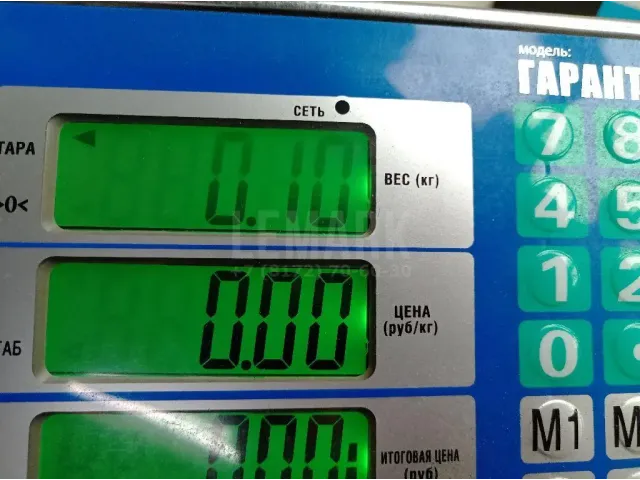 модель:
ГАРАНТ
СЕТЬ
ТАРА
0.10
ВЕС (кг)
>0<
LEMARK
0.00
ЦЕНА
(руб/кг)
ТАБ
ИТОГОВАЯ ЦЕНА
(руб)
7 8
4 5
1 2
0 .
M1 M